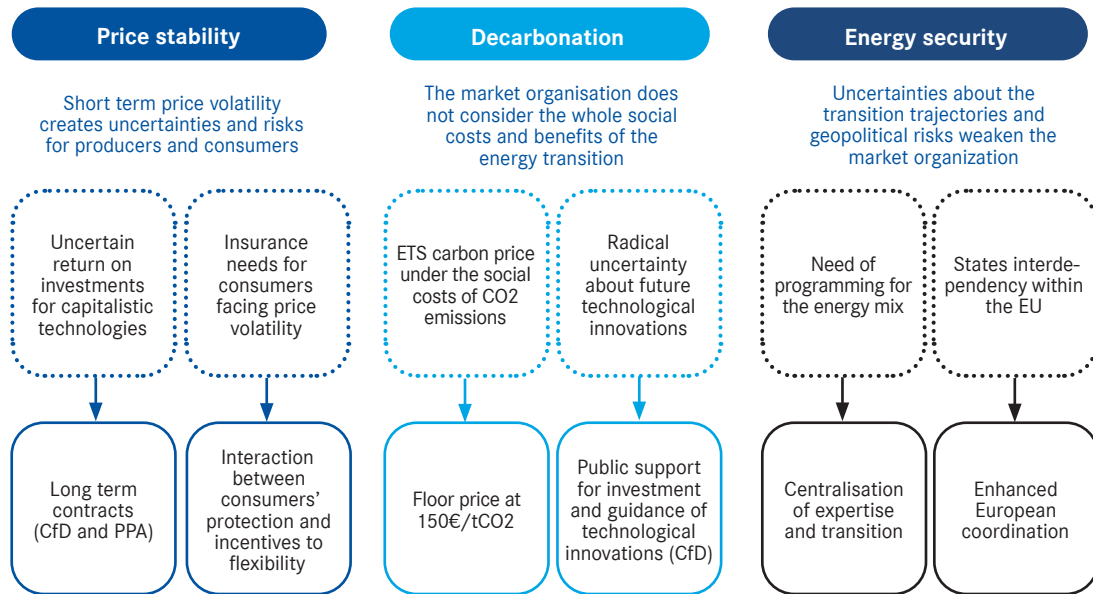 Price stability
Short term price volatility
creates uncertainties and risks
for producers and consumers
Uncertain
return on
investments
for capitalistic
technologies
Insurance
needs for
consumers
facing price
volatility
Long term
contracts
(CfD and PPA)
Interaction
between
consumers’
protection and
incentives to
flexibility
Decarbonation
The market organisation does
not consider the whole social
costs and benefits of the
energy transition
ETS carbon price
under the social
costs of CO2
emissions
Radical
uncertainty
about future
technological
innovations
Floor price at
150€/tCO2
Public support
for investment
and guidance of
technological
innovations (CfD)
Energy security
Uncertainties about the
transition trajectories and
geopolitical risks weaken the
market organization
Need of
programming for
the energy mix
States interde-
pendency within
the EU
Centralisation
of expertise
and transition
Enhanced
European
coordination